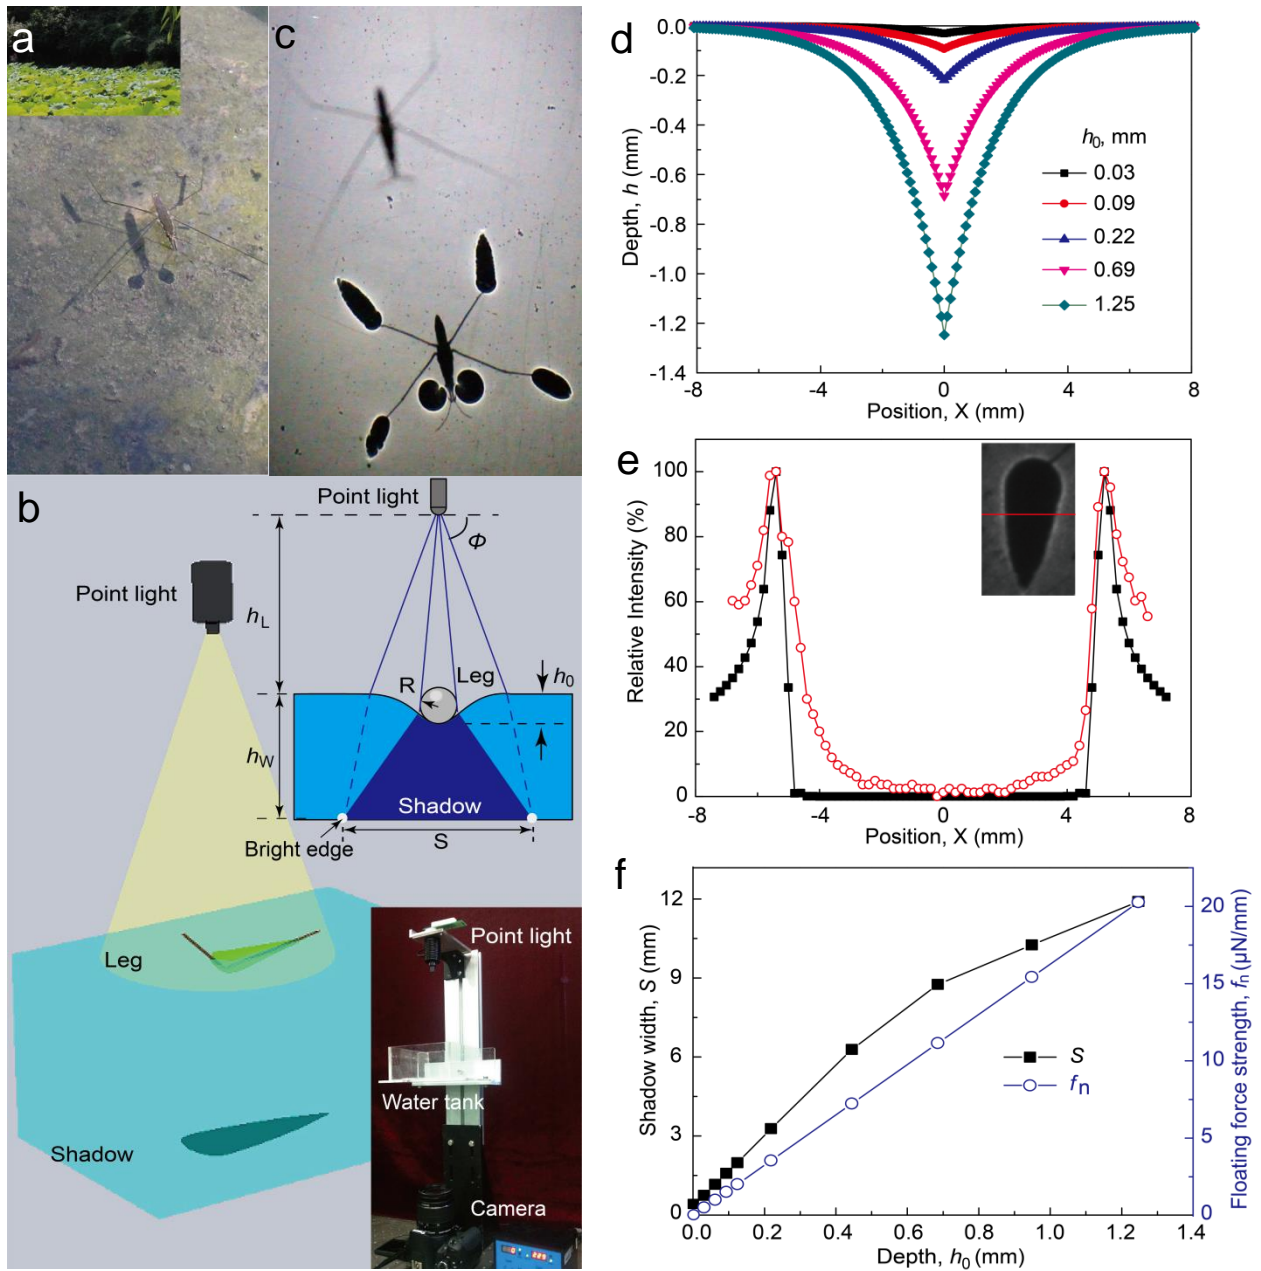 a
c
b
Point light
Φ
Point light
hL
R
Leg
h0
hW
Shadow
Bright edge
S
Leg
Shadow
Point light
Water tank
Camera
d
0.0
-0.2
-0.4
-0.6
-0.8
-1.0
-1.2
-1.4
Depth, h (mm)
h0, mm
0.03
0.09
0.22
0.69
1.25
-8 -4 0 4 8
Position, X (mm)
e
100
80
60
40
20
0
Relative Intensity (%)
-8 -4 0 4 8
Position, X (mm)
f
12
9
6
3
0
Shadow width, S (mm)
S
fn
20
15
10
5
0
Floating force strength, fn (μN/mm)
0.0 0.2 0.4 0.6 0.8 1.0 1.2 1.4
Depth, h0 (mm)